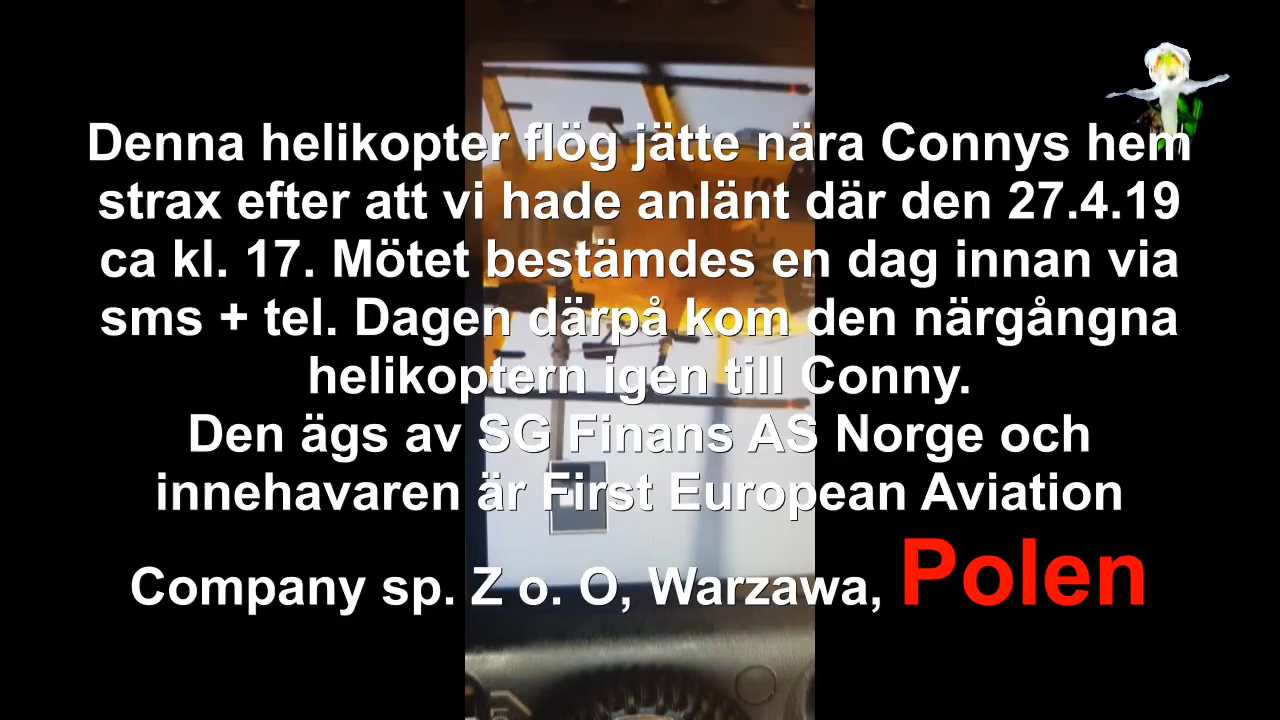 Denna helikopter flög jätte nära Connys hem
strax efter att vi hade anlänt där den 27.4.19
ca kl. 17. Mötet bestämdes en dag innan via
sms + tel. Dagen därpå kom den närgångna
helikoptern igen till Conny.
Den ägs av SG Finans AS Norge och
innehavaren är First European Aviation
Company sp. Z o. O, Warzawa, Polen